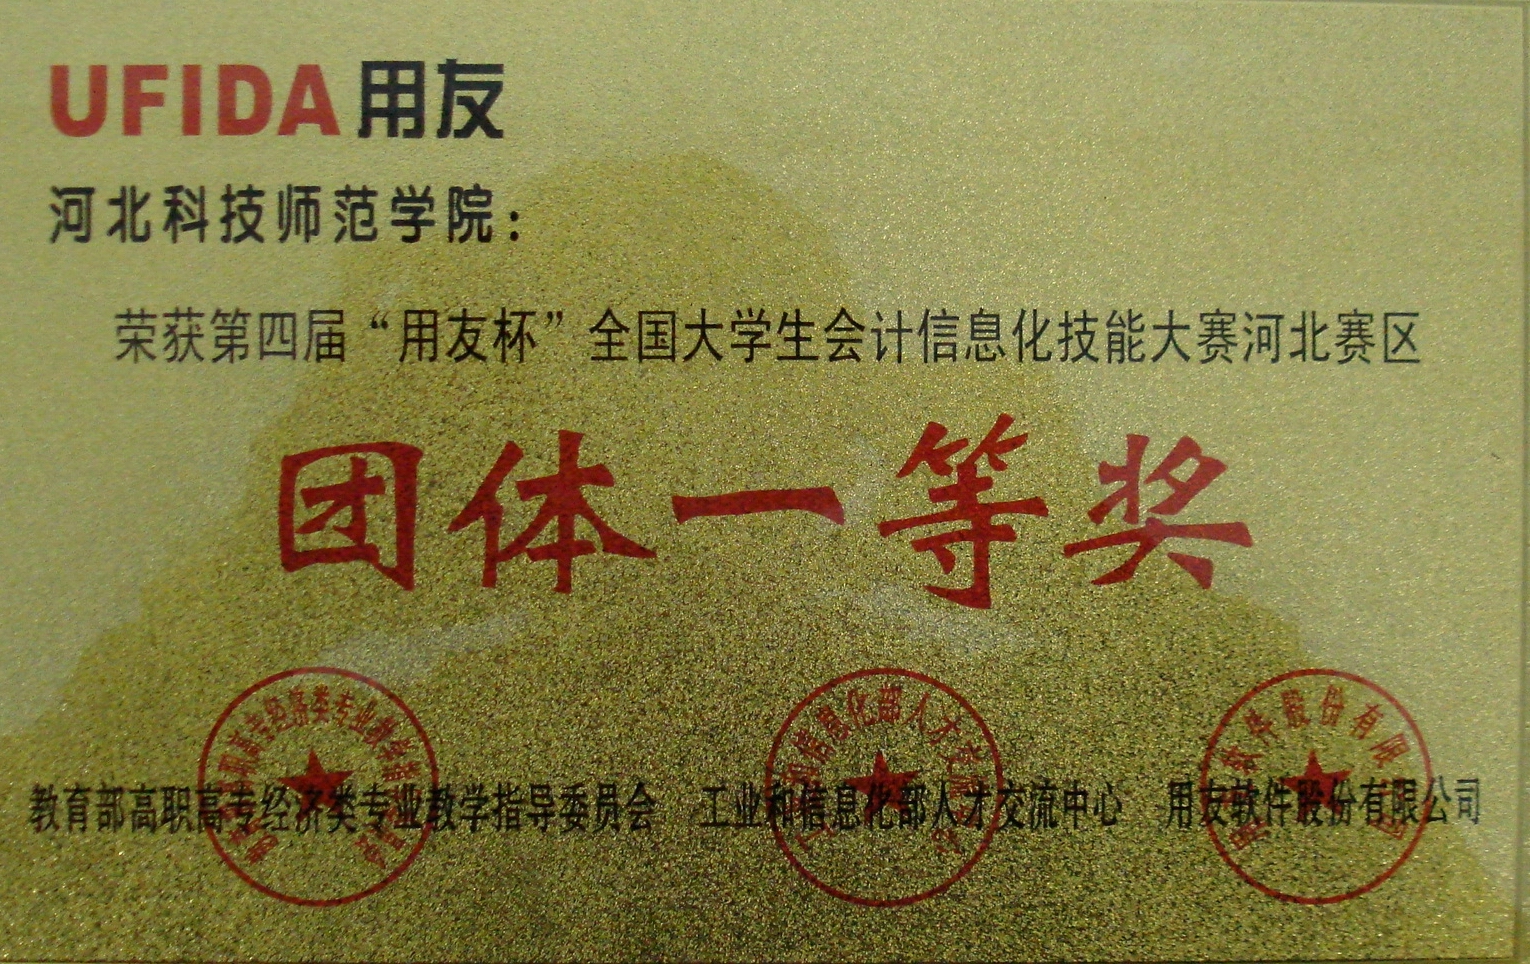 UFIDA用友
河北科技师范学院：
荣获第四届“用友杯”全国大学生会计信息化技能大赛河北赛区
团体一等奖
教育部高职高专经济类专业教学指导委员会 工业和信息化部人才交流中心 用友软件股份有限公司